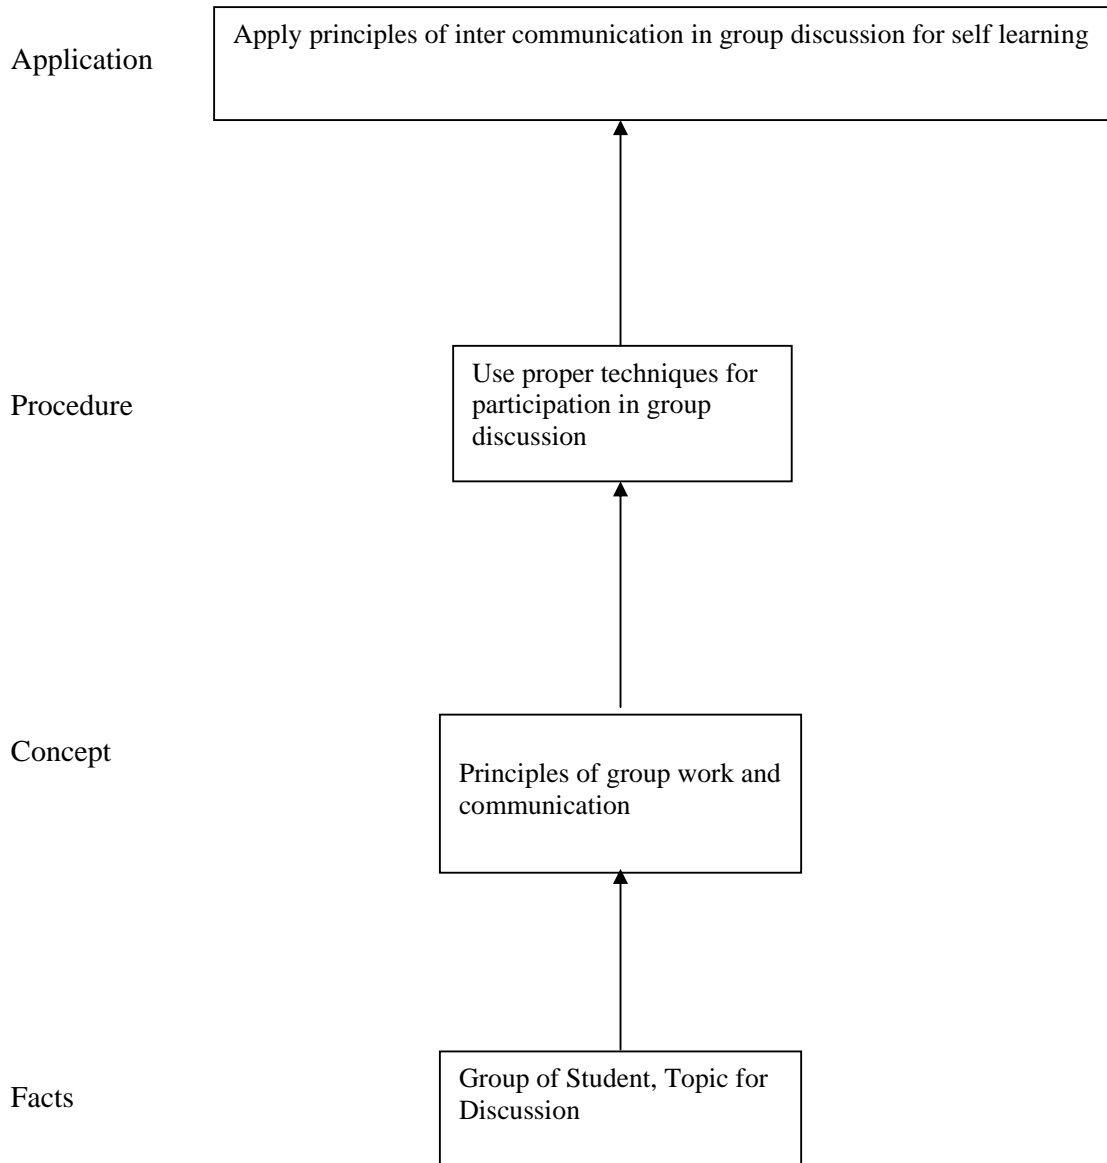 Application
Apply principles of inter communication in group discussion for self learning
Procedure
Use proper techniques for
participation in group
discussion
Concept
Principles of group work and
communication
Facts
Group of Student, Topic for
Discussion